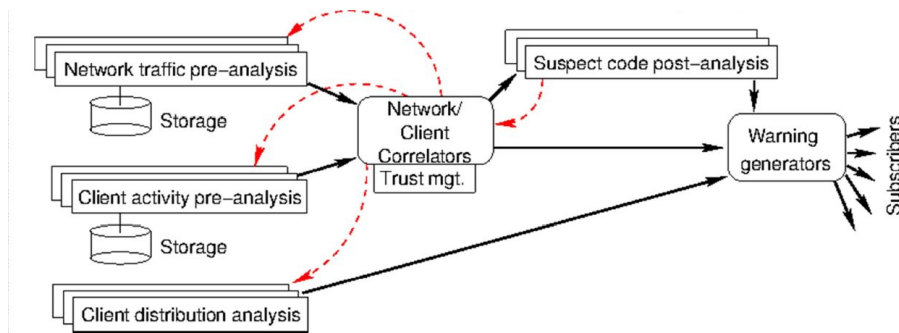 Network traffic pre-analysis
Storage
Client activity pre-analysis
Storage
Client distribution analysis
Network/
Client
Correlators
Trust mgt.
Suspect code post-analysis
Warning
generators
Subscribers